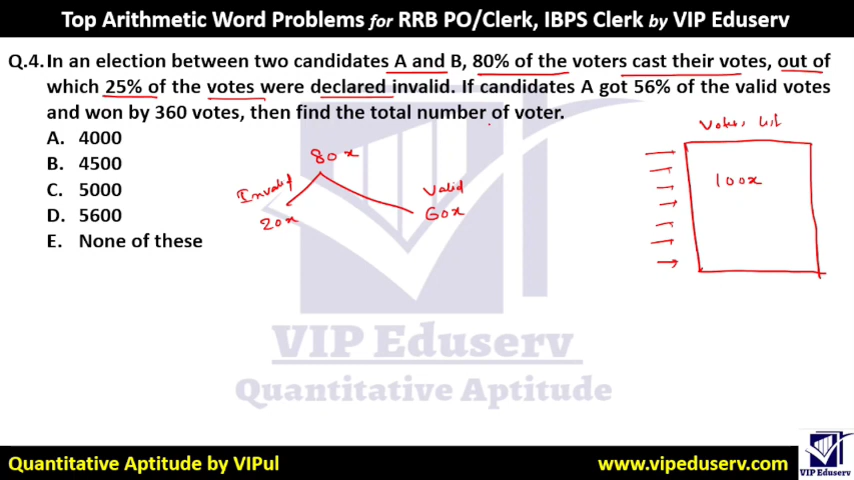 Top Arithmetic Word Problems for RRB PO/Clerk, IBPS Clerk by VIP Eduserv
Q.4. In an election between two candidates A and B, 80% of the voters cast their votes, out of
which 25% of the votes were declared invalid. If candidates A got 56% of the valid votes
and won by 360 votes, then find the total number of voter.
A. 4000
B. 4500
C. 5000
D. 5600
E. None of these
80x
Invalid
20x
Valid
60x
Voter list
100x
VIP Eduserv
Quantitative Aptitude
Quantitative Aptitude by VIPul
www.vipeduserv.com
VIP Eduserv